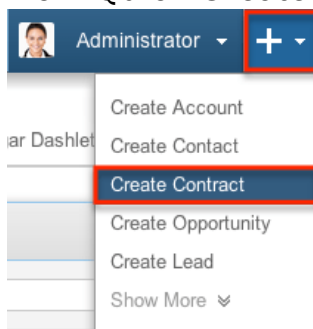 Administrator
Create Account
ar Dashlet
Create Contact
Create Contract
Create Opportunity
Create Lead
Show More